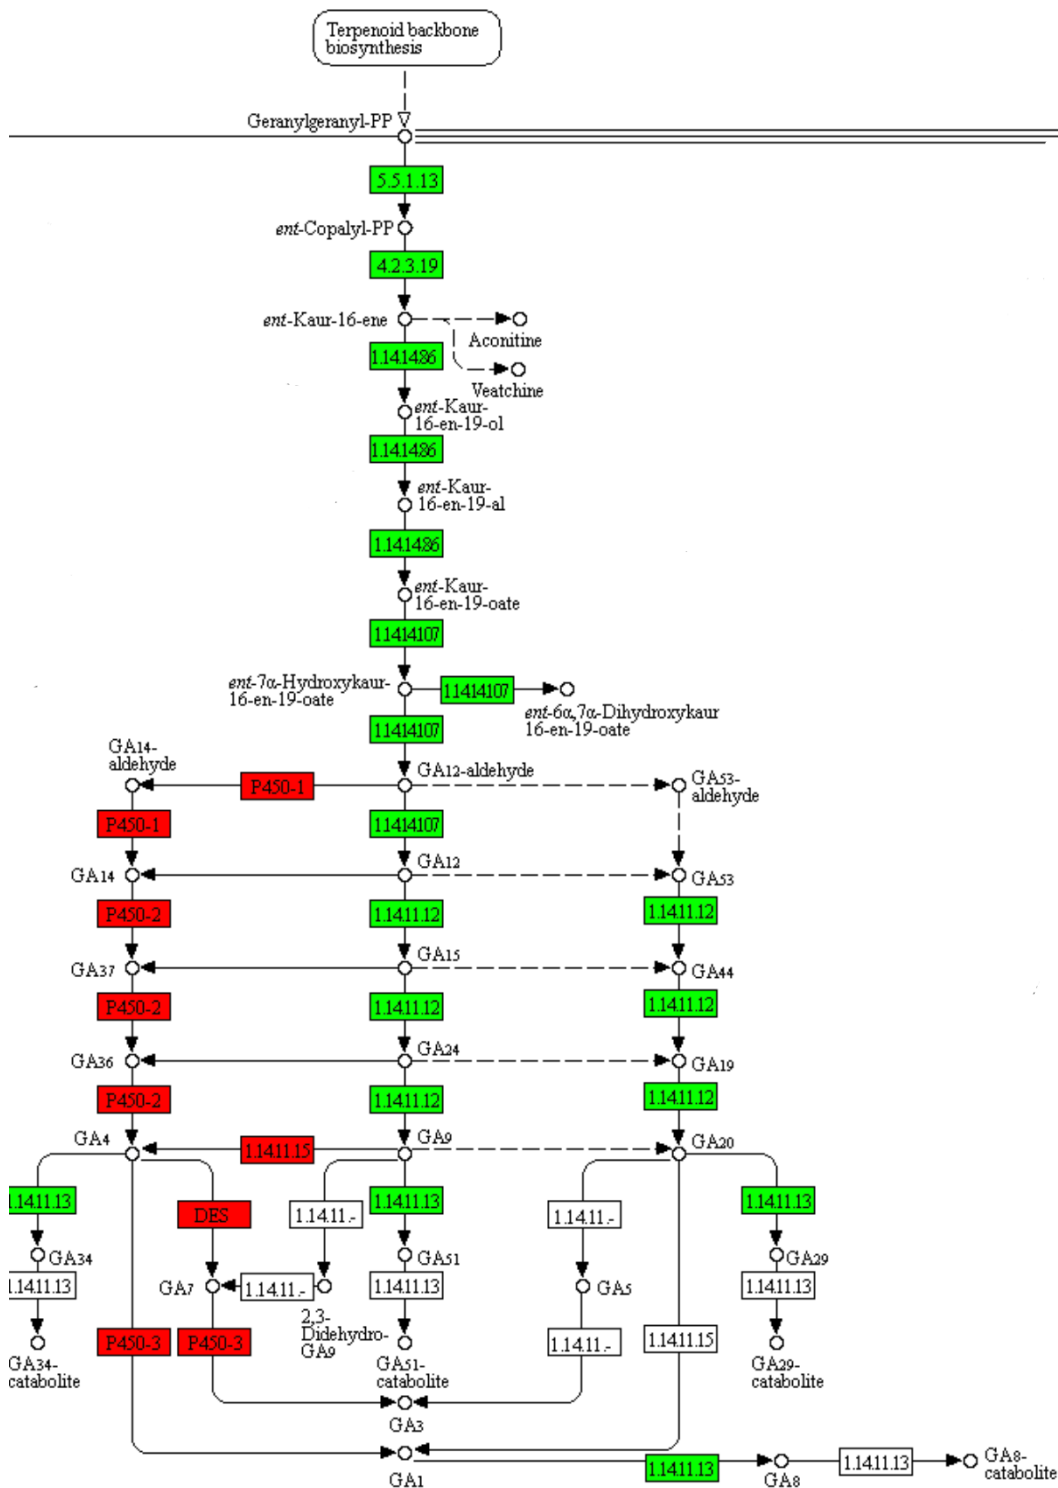 Terpenoid backbone
biosynthesis
Geranylgeranyl-PP
5.5.1.13
ent-Copalyl-PP
4.2.3.19
ent-Kaur-16-ene
Aconitine
1.14.14.86
Veatchine
ent-Kaur-
16-en-19-ol
1.14.14.86
ent-Kaur-
16-en-19-al
1.14.14.86
ent-Kaur-
16-en-19-oate
1.14.14.107
ent-7α-Hydroxykaur-
16-en-19-oate
1.14.14.107
ent-6α,7α-Dihydroxykaur
16-en-19-oate
1.14.14.107
GA14-
aldehyde
P450-1
GA12-aldehyde
GA53-
aldehyde
P450-1
1.14.14.107
GA14
GA12
GA53
P450-2
1.14.11.12
1.14.11.12
GA37
GA15
GA44
P450-2
1.14.11.12
1.14.11.12
GA36
GA24
GA19
P450-2
1.14.11.12
1.14.11.12
GA4
1.14.11.15
GA9
GA20
1.14.11.13
DES
1.14.11.-
1.14.11.13
1.14.11.-
1.14.11.13
GA34
GA51
GA29
1.14.11.13
GA7
1.14.11.-
1.14.11.13
GA5
1.14.11.13
2,3-
Didehydro-
GA9
P450-3
P450-3
1.14.11.-
1.14.11.15
GA34-
catabolite
GA51-
catabolite
GA29-
catabolite
GA3
GA1
1.14.11.13
GA8
1.14.11.13
GA8-
catabolite